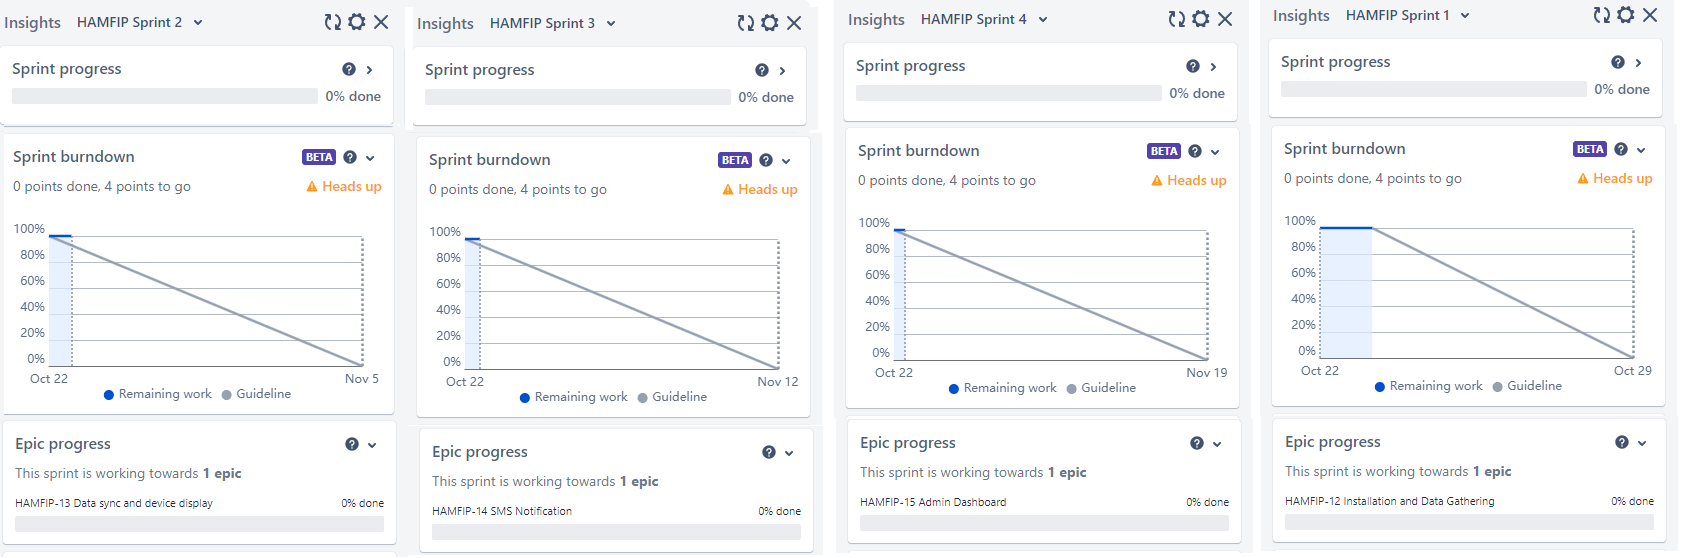 Insights HAMFIP Sprint 2
Sprint progress
0% done
Sprint burndown BETA
0 points done, 4 points to go Heads up
100%
80%
60%
40%
20%
0%
Oct 22 Nov 5
Remaining work Guideline
Epic progress
This sprint is working towards 1 epic
HAMFIP-13 Data sync and device display 0% done
Insights HAMFIP Sprint 3
Sprint progress
0% done
Sprint burndown BETA
0 points done, 4 points to go Heads up
100%
80%
60%
40%
20%
0%
Oct 22 Nov 12
Remaining work Guideline
Epic progress
This sprint is working towards 1 epic
HAMFIP-14 SMS Notification 0% done
Insights HAMFIP Sprint 4
Sprint progress
0% done
Sprint burndown BETA
0 points done, 4 points to go Heads up
100%
80%
60%
40%
20%
0%
Oct 22 Nov 19
Remaining work Guideline
Epic progress
This sprint is working towards 1 epic
HAMFIP-15 Admin Dashboard 0% done
Insights HAMFIP Sprint 1
Sprint progress
0% done
Sprint burndown BETA
0 points done, 4 points to go Heads up
100%
80%
60%
40%
20%
0%
Oct 22 Oct 29
Remaining work Guideline
Epic progress
This sprint is working towards 1 epic
HAMFIP-12 Installation and Data Gathering 0% done